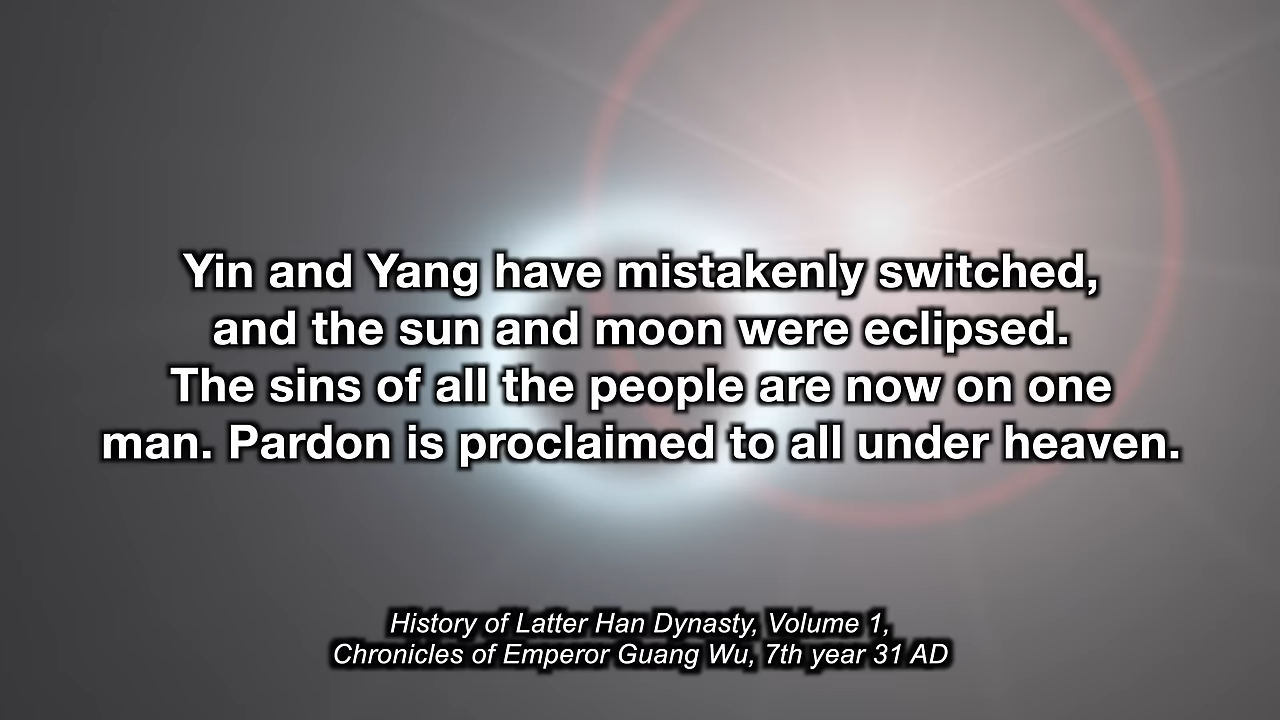 Yin and Yang have mistakenly switched,
and the sun and moon were eclipsed.
The sins of all the people are now on one
man. Pardon is proclaimed to all under heaven.
History of Latter Han Dynasty, Volume 1,
Chronicles of Emperor Guang Wu, 7th year 31 AD